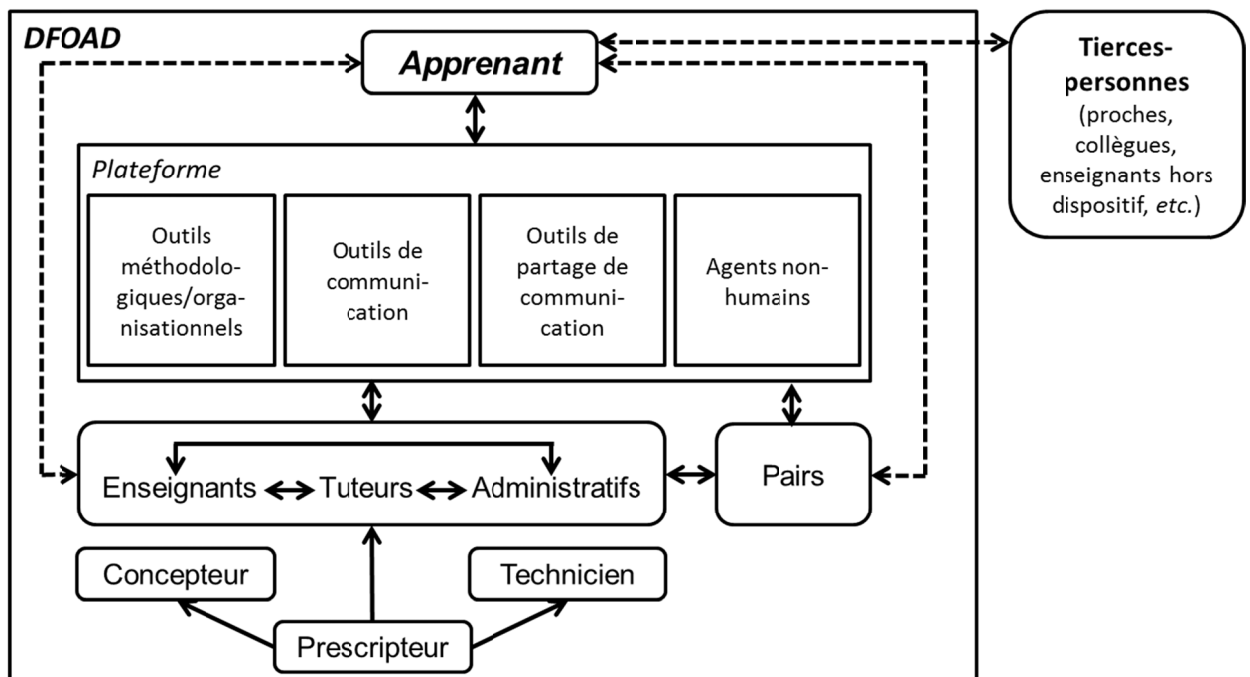 DFOAD
Apprenant
Tierces-
personnes
(proches,
collègues,
enseignants hors
dispositif, etc.)
Plateforme
Outils
méthodolo-
giques/orga-
nisationnels
Outils de
communi-
cation
Outils de
partage de
communi-
cation
Agents non-
humains
Enseignants Tuteurs Administratifs
Pairs
Concepteur
Technicien
Prescripteur